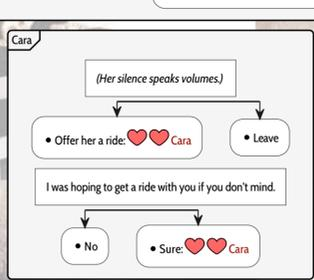 Cara
(Her silence speaks volumes.)
• Offer her a ride: ❤❤ Cara
• Leave
I was hoping to get a ride with you if you don't mind.
• No
• Sure: ❤❤ Cara